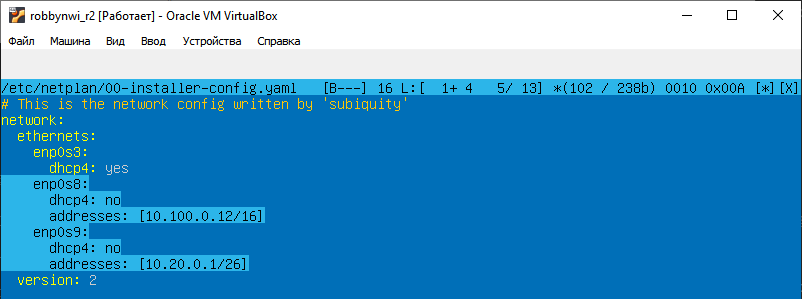 robbynwi_r2 [Работает] - Oracle VM VirtualBox
Файл Машина Вид Ввод Устройства Справка
/etc/netplan/00-installer-config.yaml [B---] 16 L:[ 1+ 4 5/ 13] *(102 / 238b) 0010 0x00A [*][X]
# This is the network config written by 'subiquity'
network:
  ethernets:
    enp0s3:
      dhcp4: yes
    enp0s8:
      dhcp4: no
      addresses: [10.100.0.12/16]
    enp0s9:
      dhcp4: no
      addresses: [10.20.0.1/26]
  version: 2